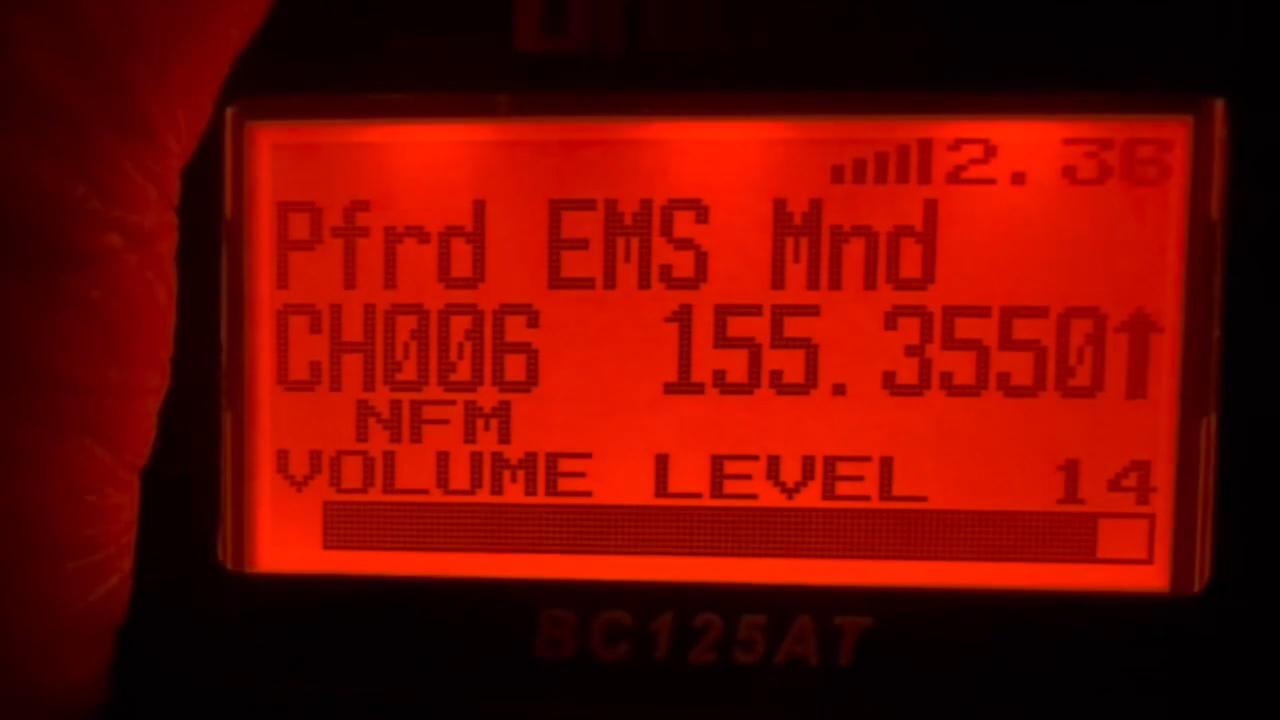 2.36
Pfrd EMS Mnd
CH006 155.3550↑
NFM
VOLUME LEVEL 14
BC125AT